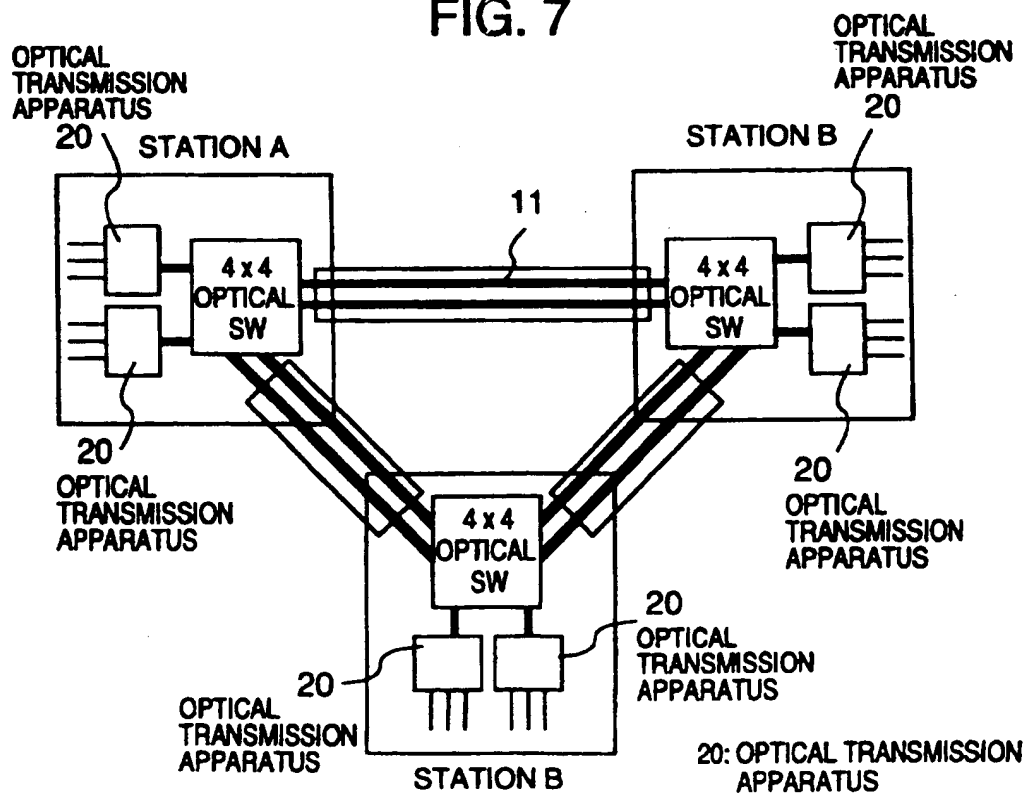 FIG. 7
OPTICAL
TRANSMISSION
APPARATUS
20
STATION A
OPTICAL
TRANSMISSION
APPARATUS
20
STATION B
11
4 x 4
OPTICAL
SW
4 x 4
OPTICAL
SW
20
OPTICAL
TRANSMISSION
APPARATUS
20
OPTICAL
TRANSMISSION
APPARATUS
4 x 4
OPTICAL
SW
20
OPTICAL
TRANSMISSION
APPARATUS
20
OPTICAL
TRANSMISSION
APPARATUS
STATION B
20: OPTICAL TRANSMISSION
APPARATUS